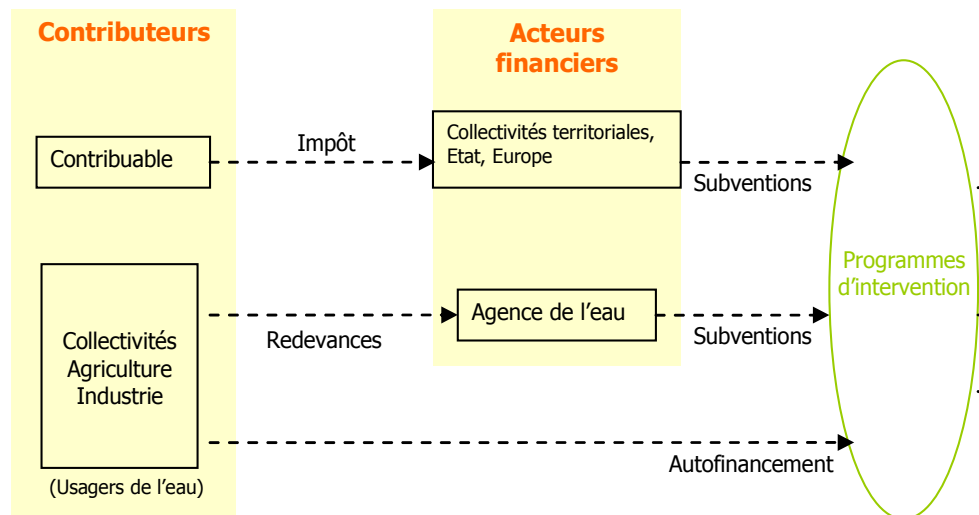 Contributeurs
Acteurs
financiers
Contribuable
Impôt
Collectivités territoriales,
Etat, Europe
Subventions
Collectivités
Agriculture
Industrie
(Usagers de l'eau)
Redevances
Agence de l'eau
Subventions
Autofinancement
Programmes
d'intervention